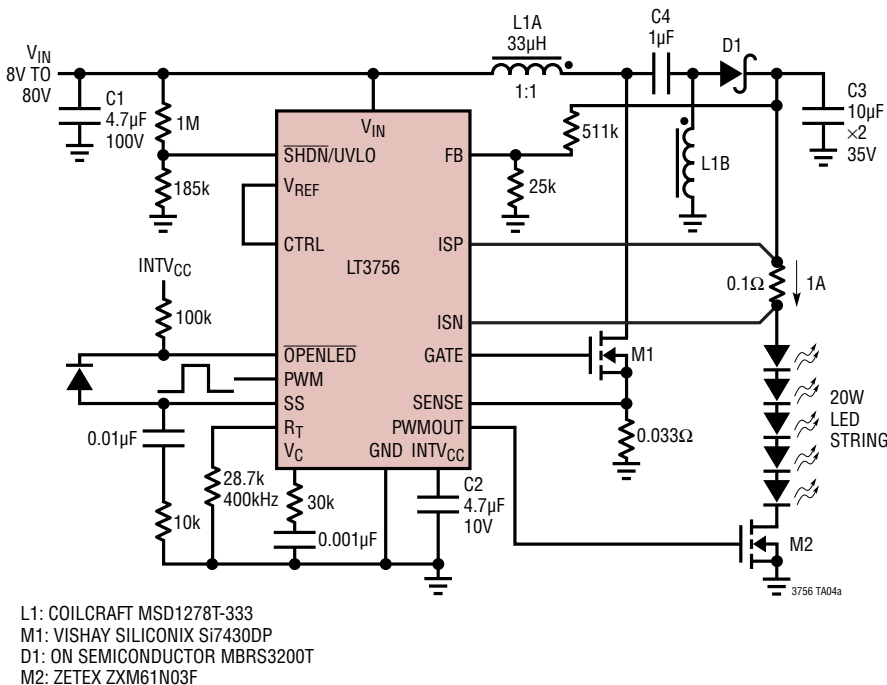 V_IN
8V TO
80V
C1
4.7µF
100V
1M
185k
L1A
33µH
1:1
C4
1µF
D1
C3
10µF
×2
35V
511k
25k
L1B
V_IN
SHDN/UVLO
FB
V_REF
CTRL
ISP
LT3756
INTV_CC
100k
0.1Ω
1A
ISN
OPENLED
GATE
M1
PWM
SS
SENSE
R_T
PWMOUT
V_C
GND
INTV_CC
0.01µF
10k
28.7k
400kHz
30k
0.001µF
C2
4.7µF
10V
0.033Ω
20W
LED
STRING
M2
3756 TA04a
L1: COILCRAFT MSD1278T-333
M1: VISHAY SILICONIX Si7430DP
D1: ON SEMICONDUCTOR MBRS3200T
M2: ZETEX ZXM61N03F